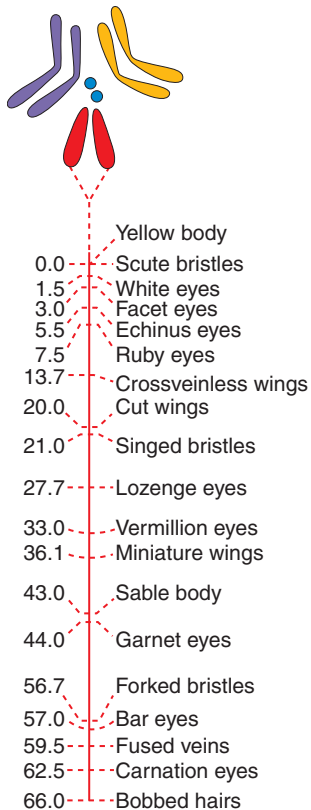 Yellow body
0.0 Scute bristles
1.5 White eyes
3.0 Facet eyes
5.5 Echinus eyes
7.5 Ruby eyes
13.7 Crossveinless wings
20.0 Cut wings
21.0 Singed bristles
27.7 Lozenge eyes
33.0 Vermillion eyes
36.1 Miniature wings
43.0 Sable body
44.0 Garnet eyes
56.7 Forked bristles
57.0 Bar eyes
59.5 Fused veins
62.5 Carnation eyes
66.0 Bobbed hairs